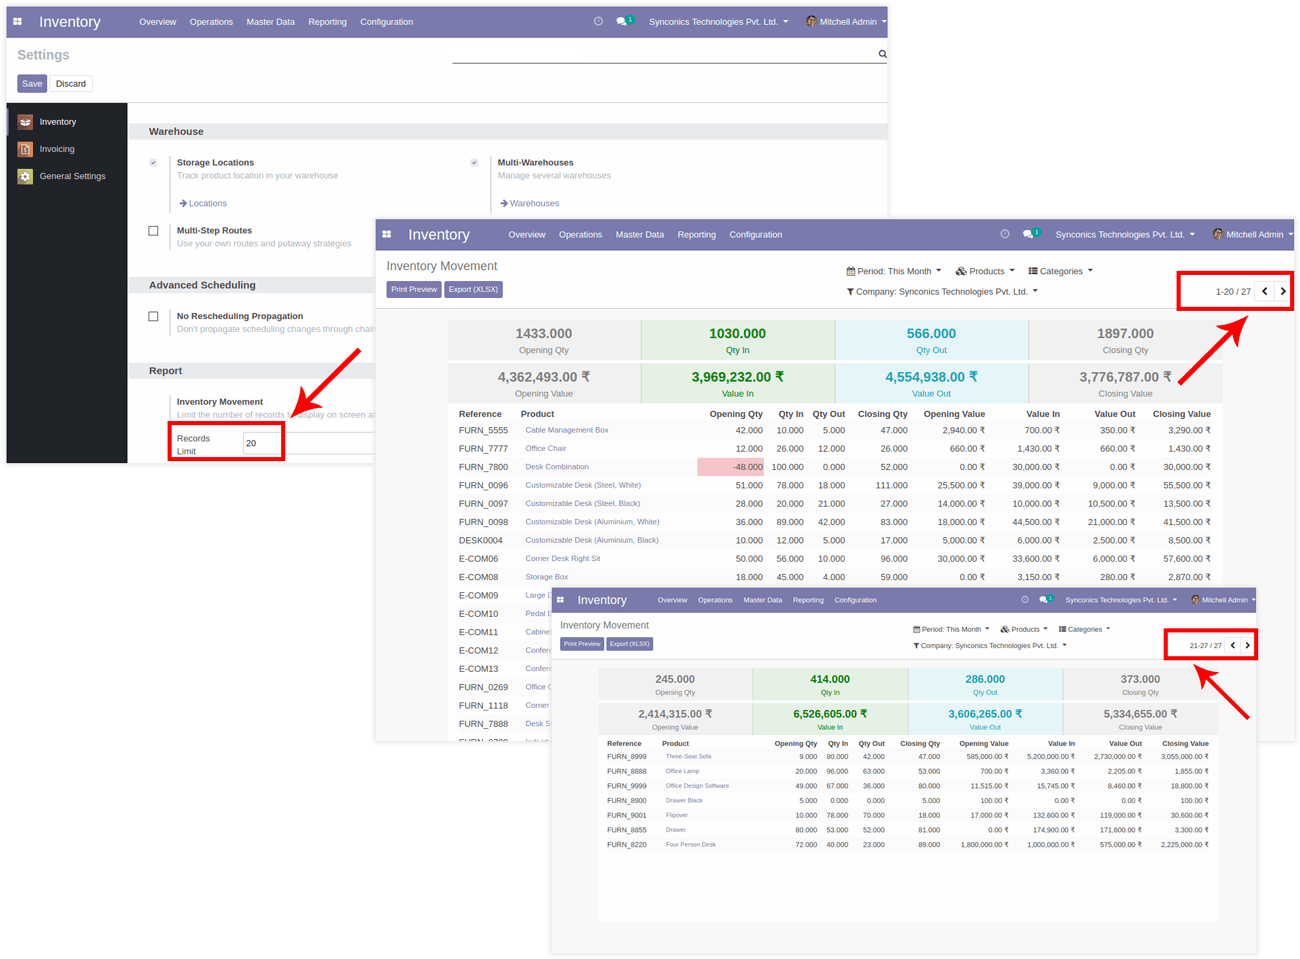 Inventory Overview Operations Master Data Reporting Configuration 1 Synconics Technologies Pvt. Ltd. Mitchell Admin
Settings
Save Discard
Inventory
Invoicing
General Settings
Warehouse
Storage Locations
Track product location in your warehouse
Locations
Multi-Warehouses
Manage several warehouses
Warehouses
Multi-Step Routes
Use your own routes and putaway strategies
Advanced Scheduling
No Rescheduling Propagation
Don't propagate scheduling changes through chain
Report
Inventory Movement
Limit the number of records to display on screen at
Records
Limit
20
Inventory Overview Operations Master Data Reporting Configuration 1 Synconics Technologies Pvt. Ltd. Mitchell Admin
Inventory Movement
Print Preview Export (XLSX)
Period: This Month Products Categories
Company: Synconics Technologies Pvt. Ltd.
1-20 / 27
1433.000 1030.000 566.000 1897.000
Opening Qty Qty In Qty Out Closing Qty
4,362,493.00 ₹ 3,969,232.00 ₹ 4,554,938.00 ₹ 3,776,787.00 ₹
Opening Value Value In Value Out Closing Value
Reference Product Opening Qty Qty In Qty Out Closing Qty Opening Value Value In Value Out Closing Value
FURN_5555 Cable Management Box 42.000 10.000 5.000 47.000 2,940.00 ₹ 700.00 ₹ 350.00 ₹ 3,290.00 ₹
FURN_7777 Office Chair 12.000 26.000 12.000 26.000 660.00 ₹ 1,430.00 ₹ 660.00 ₹ 1,430.00 ₹
FURN_7800 Desk Combination -48.000 100.000 0.000 52.000 0.00 ₹ 30,000.00 ₹ 0.00 ₹ 30,000.00 ₹
FURN_0096 Customizable Desk (Steel, White) 51.000 78.000 18.000 111.000 25,500.00 ₹ 39,000.00 ₹ 9,000.00 ₹ 55,500.00 ₹
FURN_0097 Customizable Desk (Steel, Black) 28.000 20.000 21.000 27.000 14,000.00 ₹ 10,000.00 ₹ 10,500.00 ₹ 13,500.00 ₹
FURN_0098 Customizable Desk (Aluminium, White) 36.000 89.000 42.000 83.000 18,000.00 ₹ 44,500.00 ₹ 21,000.00 ₹ 41,500.00 ₹
DESK0004 Customizable Desk (Aluminium, Black) 10.000 12.000 5.000 17.000 5,000.00 ₹ 6,000.00 ₹ 2,500.00 ₹ 8,500.00 ₹
E-COM06 Corner Desk Right Sit 50.000 56.000 10.000 96.000 30,000.00 ₹ 33,600.00 ₹ 6,000.00 ₹ 57,600.00 ₹
E-COM08 Storage Box 18.000 45.000 4.000 59.000 0.00 ₹ 3,150.00 ₹ 280.00 ₹ 2,870.00 ₹
E-COM09 Large
E-COM10 Pedal
E-COM11
E-COM12
E-COM13
FURN_0269 Office
FURN_1118 Corner
FURN_7888 Desk
Inventory Overview Operations Master Data Reporting Configuration 1 Synconics Technologies Pvt. Ltd. Mitchell Admin
Inventory Movement
Print Preview Export (XLSX)
Period: This Month Products Categories
Company: Synconics Technologies Pvt. Ltd.
21-27 / 27
245.000 414.000 286.000 373.000
Opening Qty Qty In Qty Out Closing Qty
2,414,315.00 ₹ 6,526,605.00 ₹ 3,606,265.00 ₹ 5,334,655.00 ₹
Opening Value Value In Value Out Closing Value
Reference Product Opening Qty Qty In Qty Out Closing Qty Opening Value Value In Value Out Closing Value
FURN_8999 Three-Seat Sofa 9.000 80.000 42.000 47.000 585,000.00 ₹ 5,200,000.00 ₹ 2,730,000.00 ₹ 3,055,000.00 ₹
FURN_8888 Office Lamp 20.000 96.000 63.000 53.000 700.00 ₹ 3,360.00 ₹ 2,205.00 ₹ 1,855.00 ₹
FURN_9999 Office Design Software 49.000 67.000 36.000 80.000 11,515.00 ₹ 15,745.00 ₹ 8,460.00 ₹ 18,800.00 ₹
FURN_8900 Drawer Black 5.000 0.000 0.000 5.000 100.00 ₹ 0.00 ₹ 0.00 ₹ 100.00 ₹
FURN_9001 Flipover 10.000 78.000 70.000 18.000 17,000.00 ₹ 132,600.00 ₹ 119,000.00 ₹ 30,600.00 ₹
FURN_8855 Drawer 80.000 53.000 52.000 81.000 0.00 ₹ 174,900.00 ₹ 171,600.00 ₹ 3,300.00 ₹
FURN_8220 Four Person Desk 72.000 40.000 23.000 89.000 1,800,000.00 ₹ 1,000,000.00 ₹ 575,000.00 ₹ 2,225,000.00 ₹